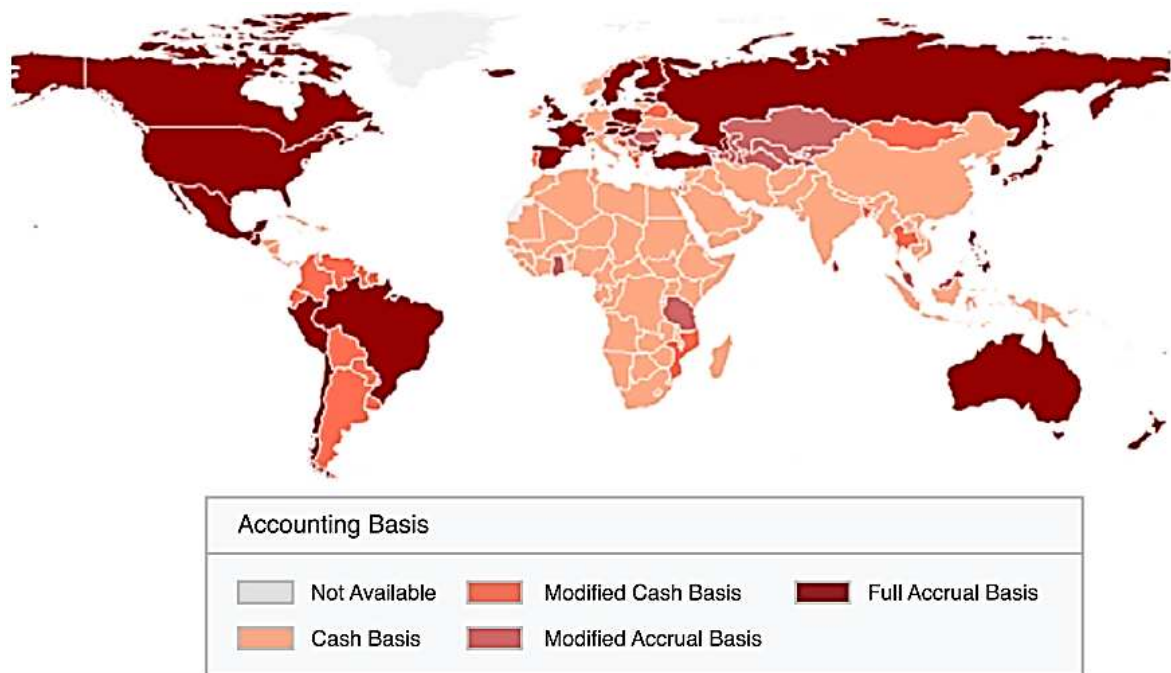 Accounting Basis
Not Available Modified Cash Basis Full Accrual Basis
Cash Basis Modified Accrual Basis